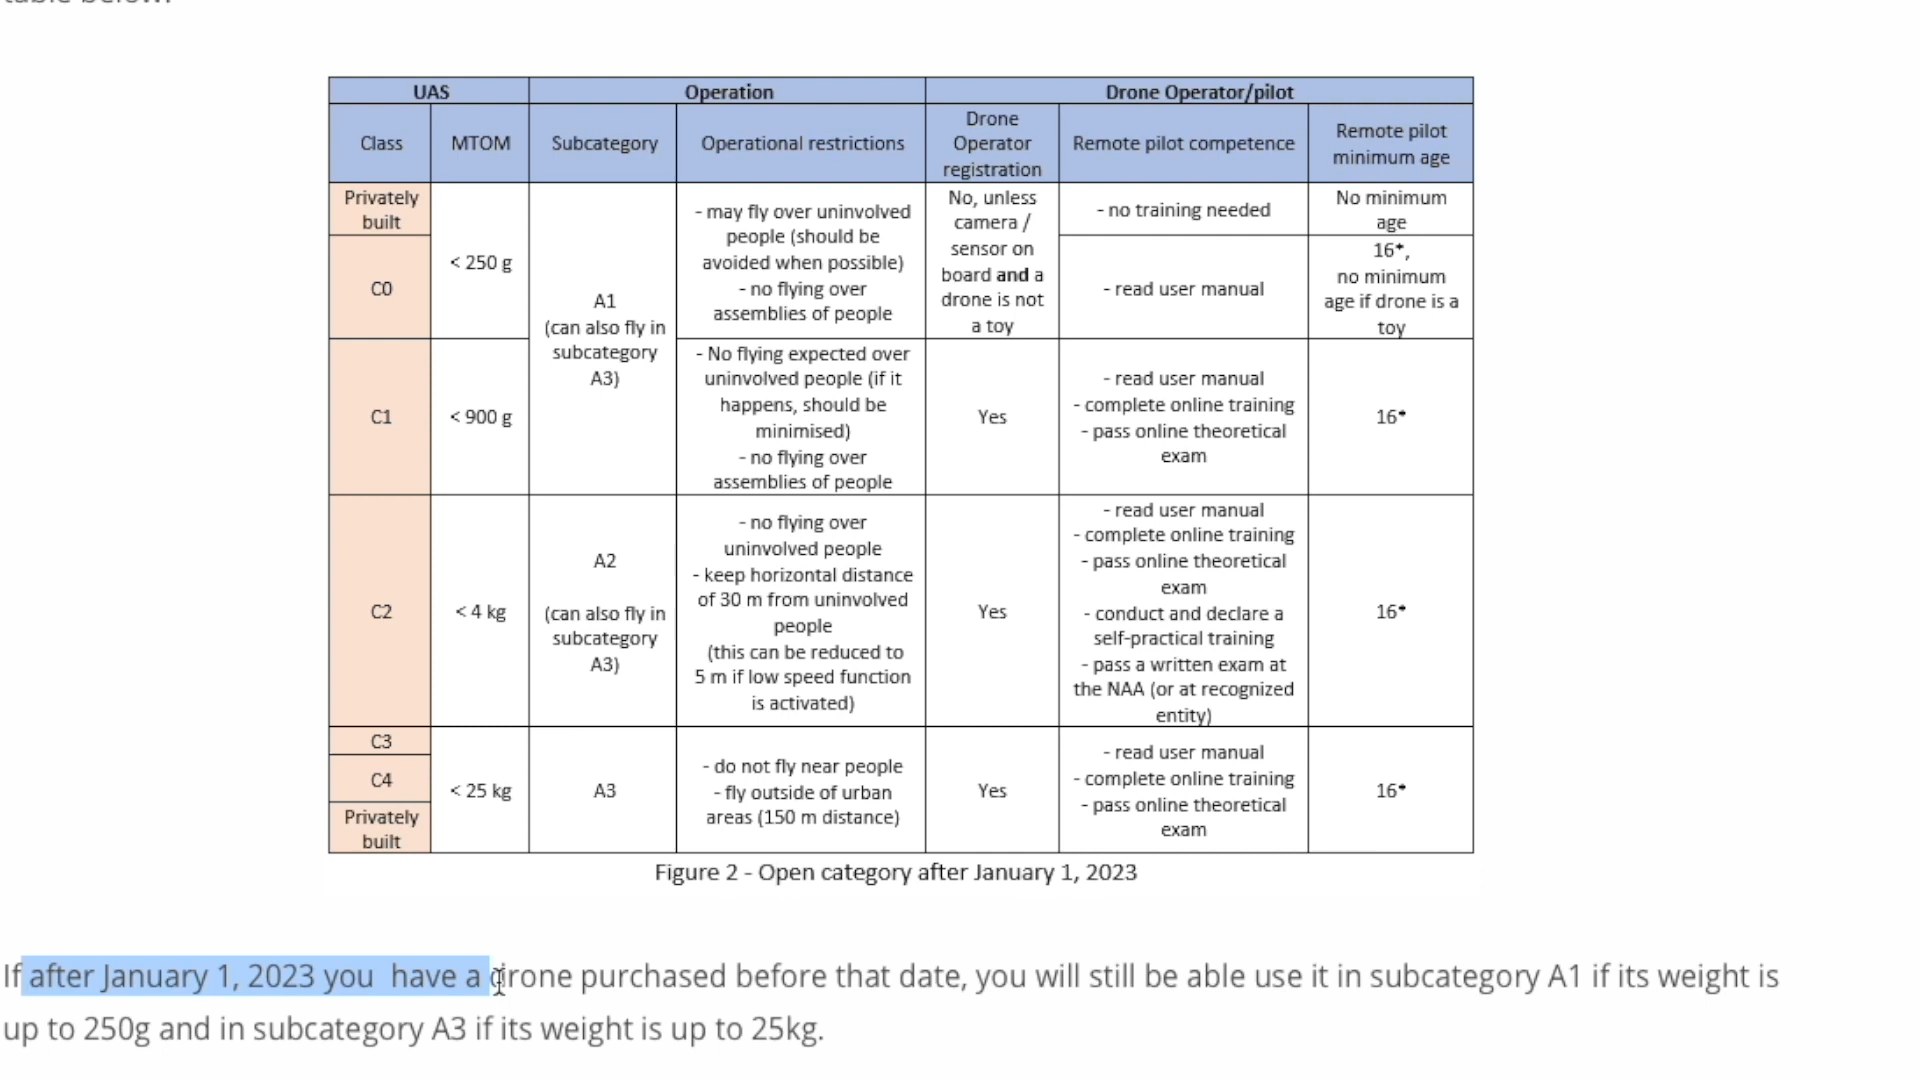 table below.
UAS Operation Drone Operator/pilot
Class MTOM Subcategory Operational restrictions Drone Operator registration Remote pilot competence Remote pilot minimum age
Privately
built
< 250 g
A1
(can also fly in
subcategory
A3)
- may fly over uninvolved
people (should be
avoided when possible)
- no flying over
assemblies of people
No, unless
camera /
sensor on
board and a
drone is not
a toy
- no training needed
No minimum
age
C0
- read user manual
16*,
no minimum
age if drone is a
toy
C1
< 900 g
- No flying expected over
uninvolved people (if it
happens, should be
minimised)
- no flying over
assemblies of people
Yes
- read user manual
- complete online training
- pass online theoretical
exam
16*
C2
< 4 kg
A2
(can also fly in
subcategory
A3)
- no flying over
uninvolved people
- keep horizontal distance
of 30 m from uninvolved
people
(this can be reduced to
5 m if low speed function
is activated)
Yes
- read user manual
- complete online training
- pass online theoretical
exam
- conduct and declare a
self-practical training
- pass a written exam at
the NAA (or at recognized
entity)
16*
C3
C4
Privately
built
< 25 kg
A3
- do not fly near people
- fly outside of urban
areas (150 m distance)
Yes
- read user manual
- complete online training
- pass online theoretical
exam
16*
Figure 2 - Open category after January 1, 2023
If after January 1, 2023 you  have a drone purchased before that date, you will still be able use it in subcategory A1 if its weight is
up to 250g and in subcategory A3 if its weight is up to 25kg.